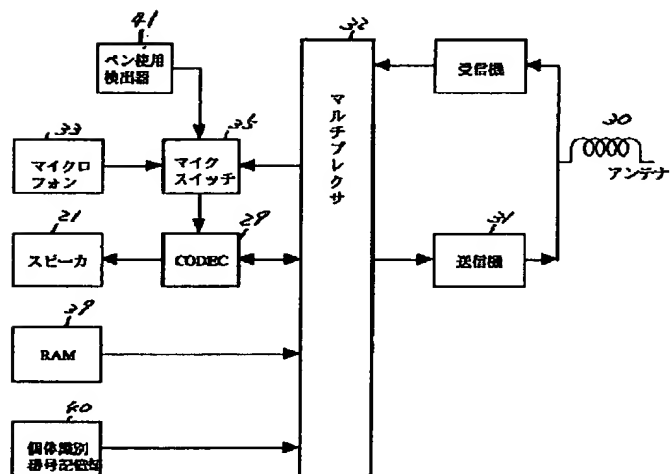 41
ペン使用
検出器
32
マルチプレクサ
受信機
33
マイクロ
フォン
35
マイク
スイッチ
30
アンテナ
21
スピーカ
29
CODEC
31
送信機
39
RAM
40
個体識別
番号記憶部